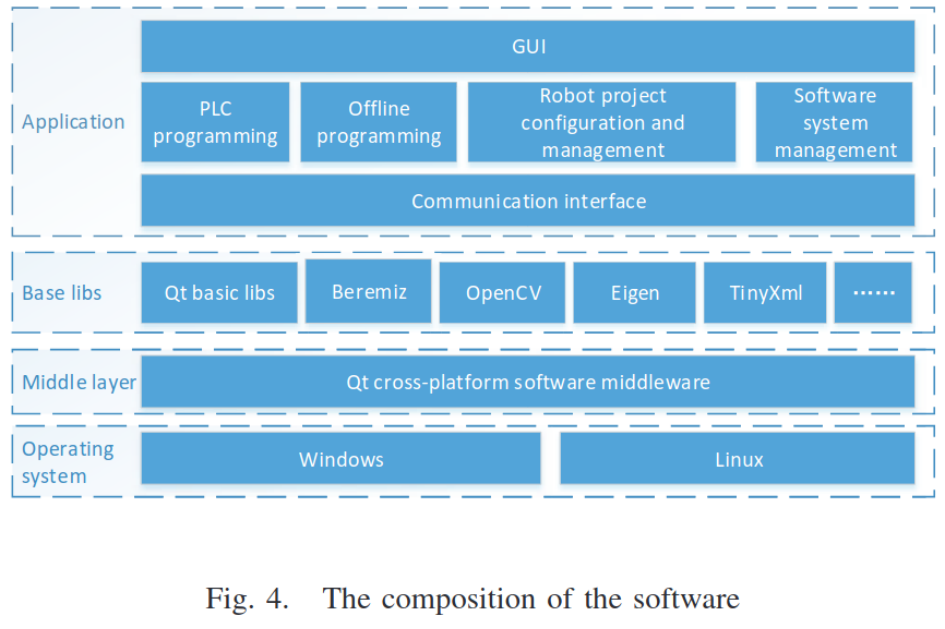 GUI
Application
PLC
programming
Offline
programming
Robot project
configuration and
management
Software
system
management
Communication interface
Base libs
Qt basic libs
Beremiz
OpenCV
Eigen
TinyXml
······
Middle layer
Qt cross-platform software middleware
Operating
system
Windows
Linux
Fig. 4. The composition of the software